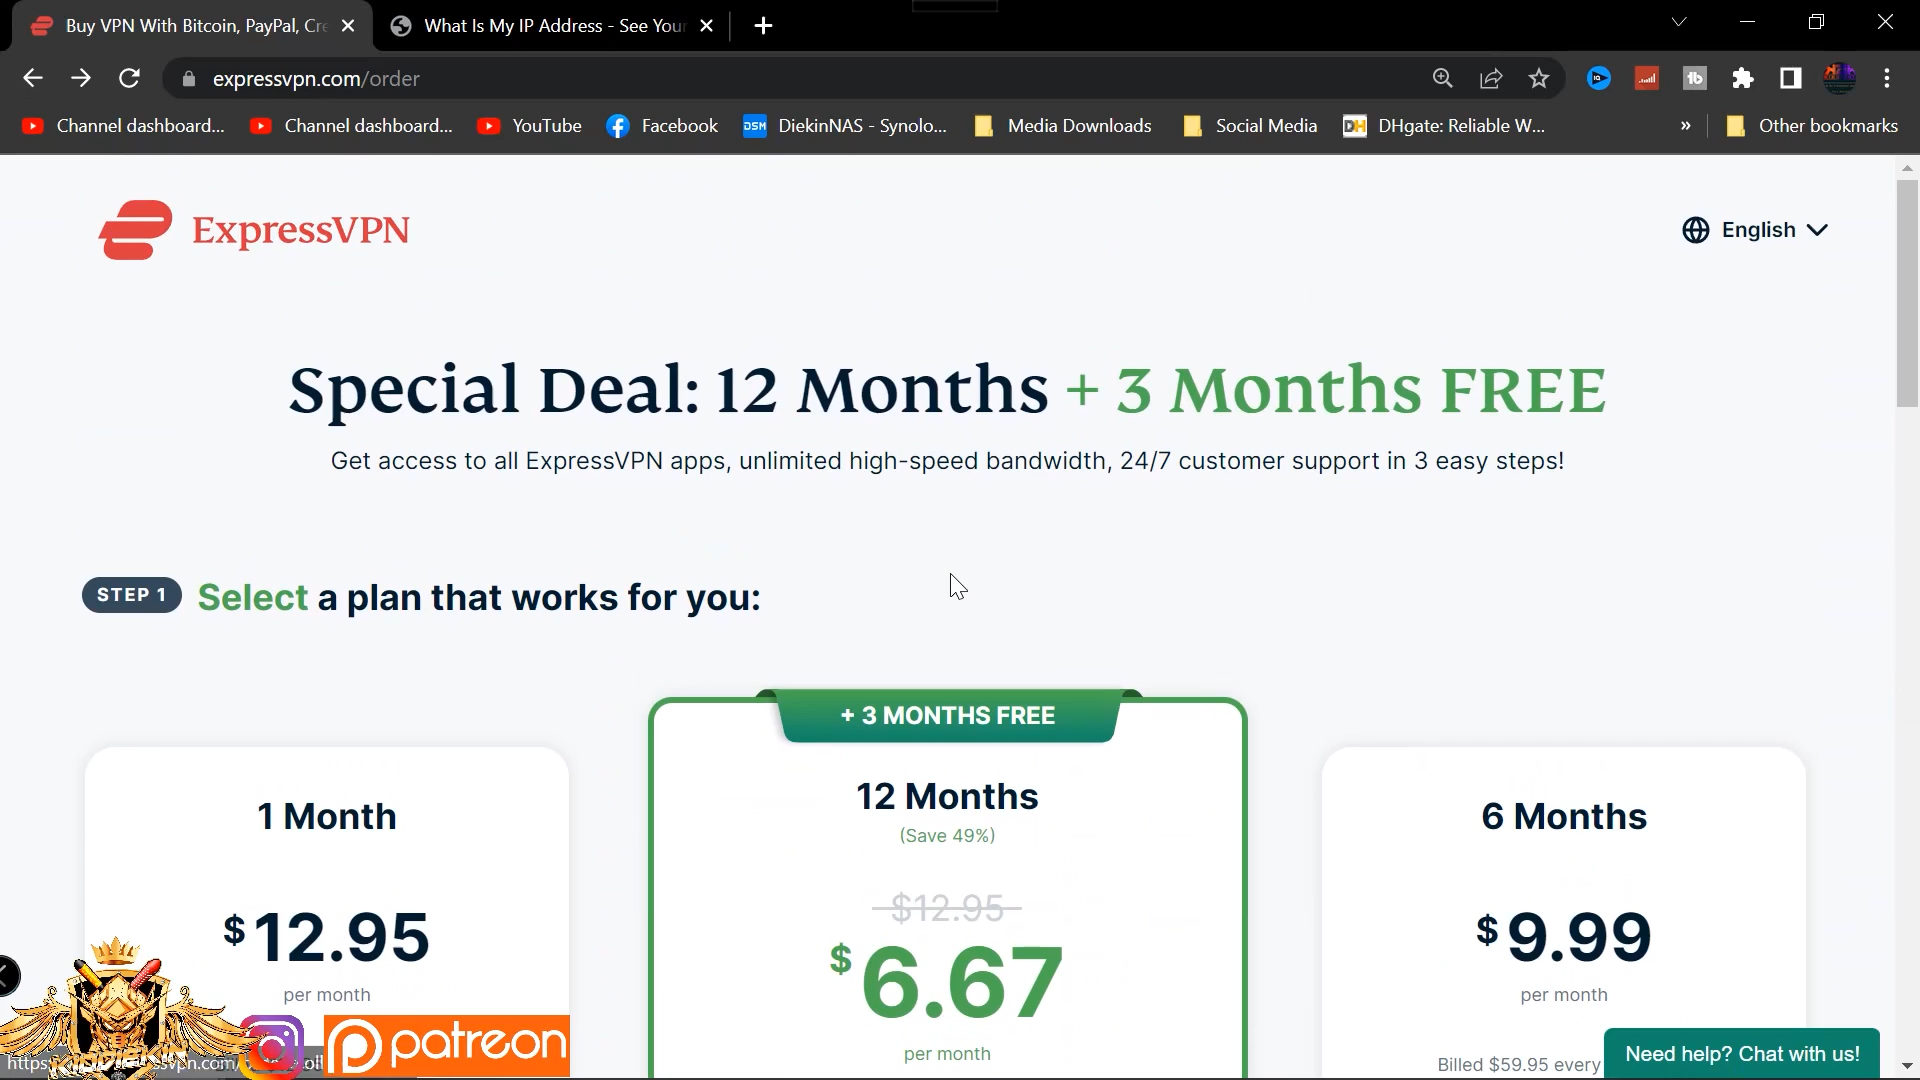 Buy VPN With Bitcoin, PayPal, Cre
What Is My IP Address - See Your
expressvpn.com/order
Channel dashboard...
Channel dashboard...
YouTube
Facebook
DSM
DiekinNAS - Synolo...
Media Downloads
Social Media
DH
DHgate: Reliable W...
»
Other bookmarks
ExpressVPN
English
Special Deal: 12 Months + 3 Months FREE
Get access to all ExpressVPN apps, unlimited high-speed bandwidth, 24/7 customer support in 3 easy steps!
STEP 1
Select a plan that works for you:
+ 3 MONTHS FREE
1 Month
$12.95
per month
12 Months
(Save 49%)
$12.95
$6.67
per month
6 Months
$9.99
per month
Billed $59.95 every
Need help? Chat with us!
patreon